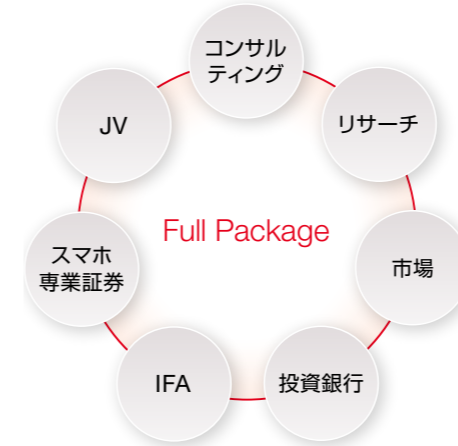 コンサル
ティング
リサーチ
市場
投資銀行
IFA
スマホ
専業証券
JV
Full Package